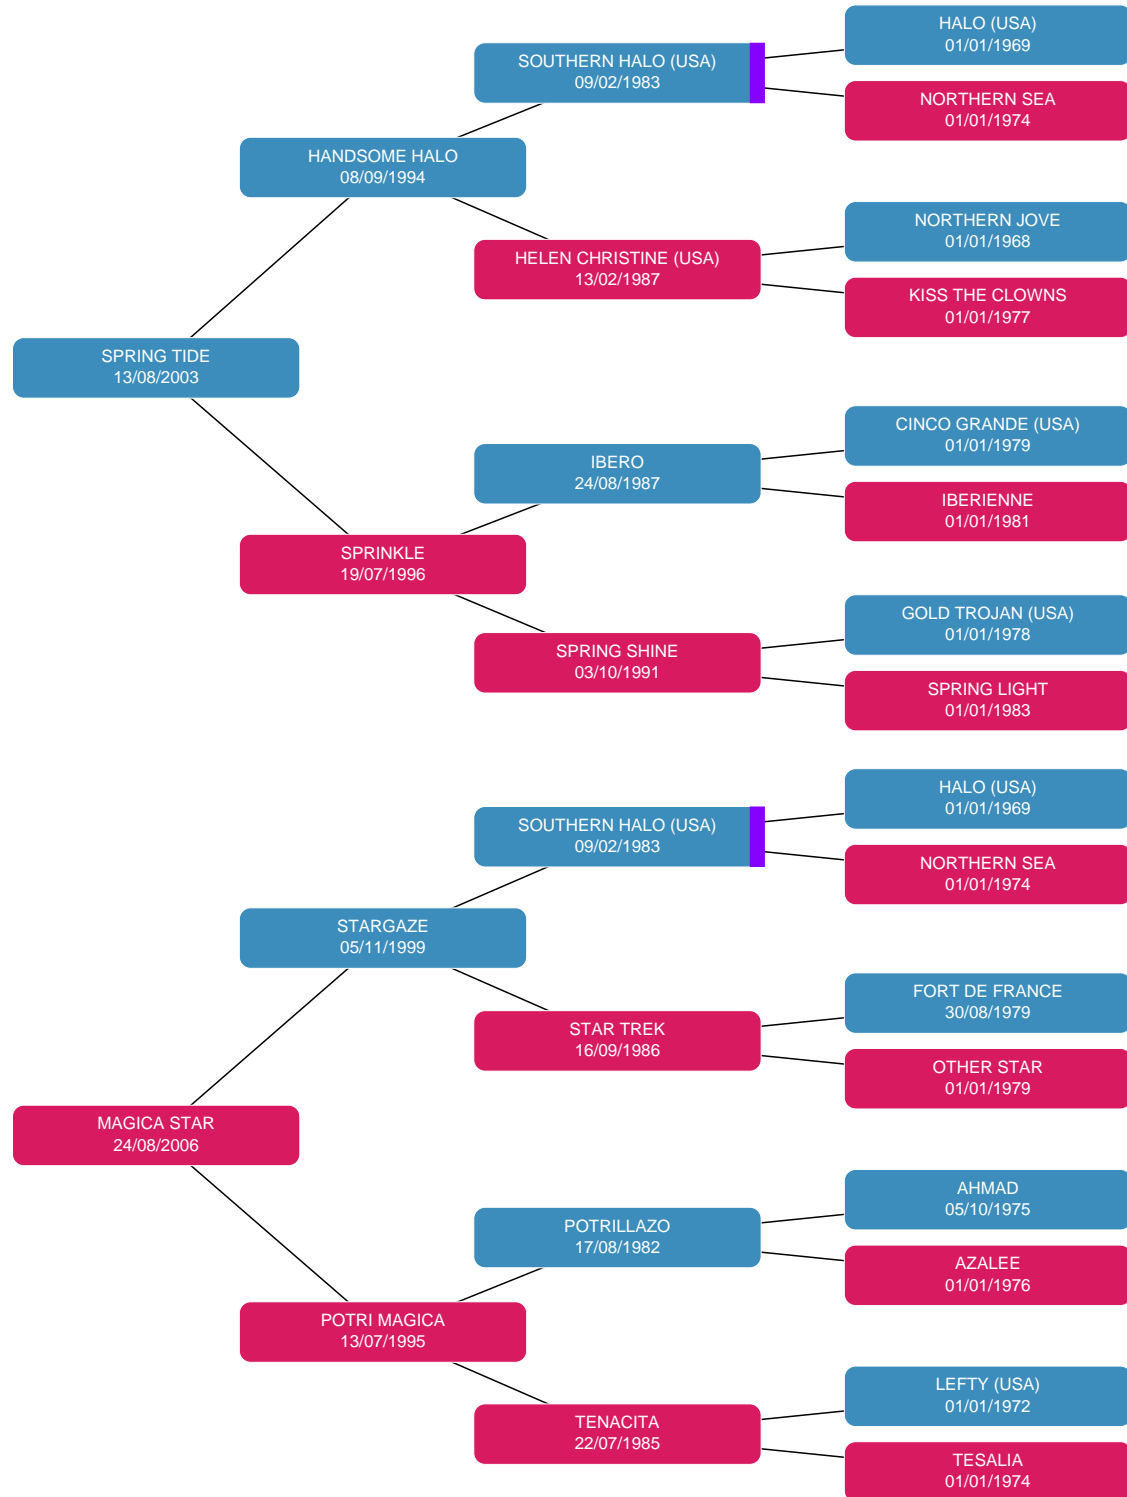 HALO (USA)
01/01/1969
SOUTHERN HALO (USA)
09/02/1983
NORTHERN SEA
01/01/1974
HANDSOME HALO
08/09/1994
NORTHERN JOVE
01/01/1968
HELEN CHRISTINE (USA)
13/02/1987
KISS THE CLOWNS
01/01/1977
SPRING TIDE
13/08/2003
CINCO GRANDE (USA)
01/01/1979
IBERO
24/08/1987
IBERIENNE
01/01/1981
SPRINKLE
19/07/1996
GOLD TROJAN (USA)
01/01/1978
SPRING SHINE
03/10/1991
SPRING LIGHT
01/01/1983
HALO (USA)
01/01/1969
SOUTHERN HALO (USA)
09/02/1983
NORTHERN SEA
01/01/1974
STARGAZE
05/11/1999
FORT DE FRANCE
30/08/1979
STAR TREK
16/09/1986
OTHER STAR
01/01/1979
MAGICA STAR
24/08/2006
AHMAD
05/10/1975
POTRILLAZO
17/08/1982
AZALEE
01/01/1976
POTRI MAGICA
13/07/1995
LEFTY (USA)
01/01/1972
TENACITA
22/07/1985
TESALIA
01/01/1974